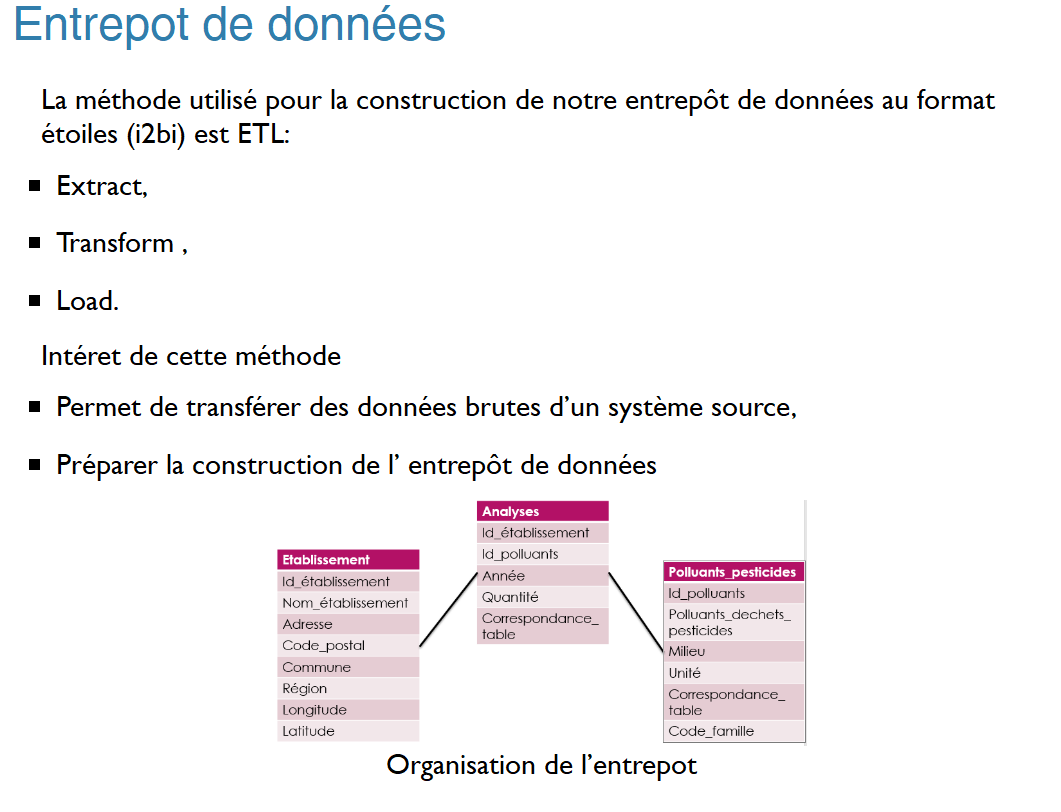 Entrepot de données
La méthode utilisé pour la construction de notre entrepôt de données au format
étoiles (i2bi) est ETL:
Extract,
Transform ,
Load.
Intéret de cette méthode
Permet de transférer des données brutes d’un système source,
Préparer la construction de l’ entrepôt de données
Etablissement
Id_établissement
Nom_établissement
Adresse
Code_postal
Commune
Région
Longitude
Latitude
Analyses
Id_établissement
Id_polluants
Année
Quantité
Correspondance_
table
Polluants_pesticides
Id_polluants
Polluants_dechets_
pesticides
Milieu
Unité
Correspondance_
table
Code_famille
Organisation de l’entrepot